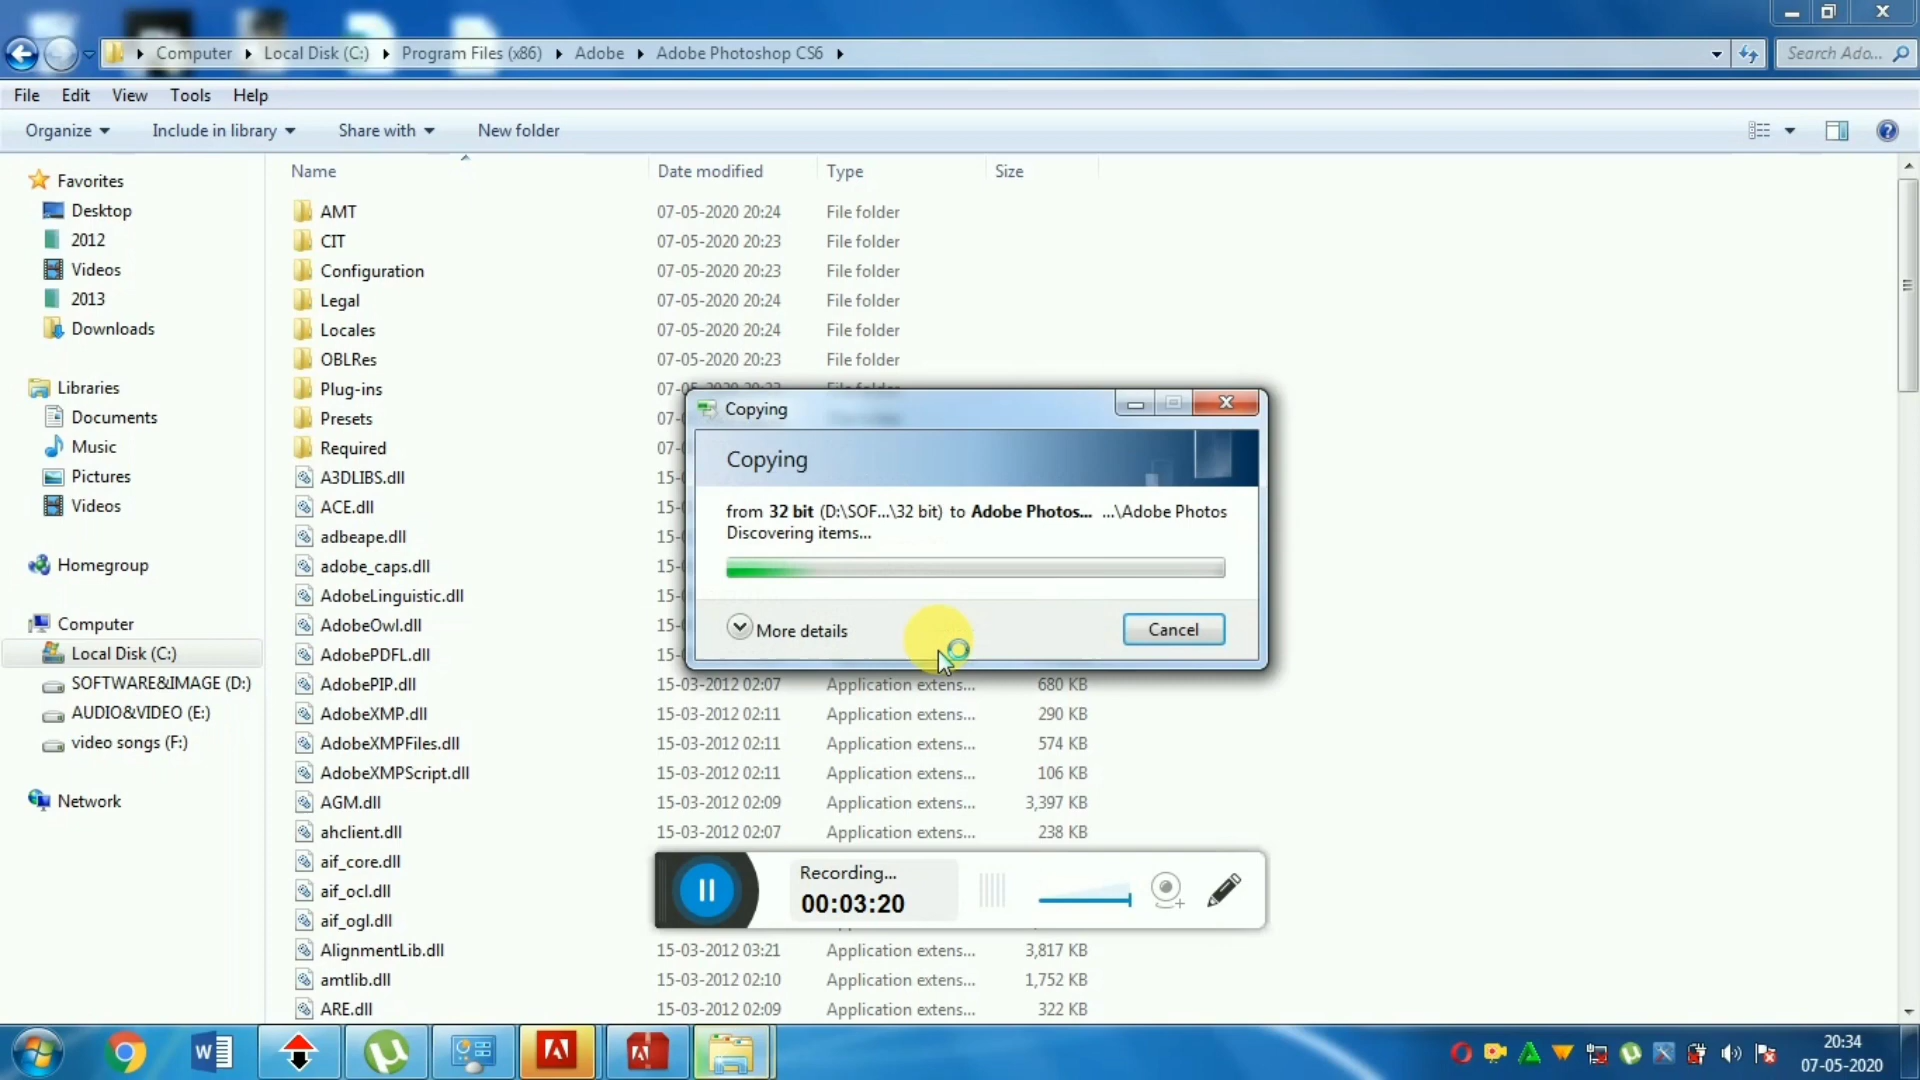 Computer Local Disk (C:) Program Files (x86) Adobe Adobe Photoshop CS6
Search Ado...
File Edit View Tools Help
Organize Include in library Share with New folder
Name Date modified Type Size
Favorites
Desktop
2012
Videos
2013
Downloads
Libraries
Documents
Music
Pictures
Videos
Homegroup
Computer
Local Disk (C:)
SOFTWARE&IMAGE (D:)
AUDIO&VIDEO (E:)
video songs (F:)
Network
AMT 07-05-2020 20:24 File folder
CIT 07-05-2020 20:23 File folder
Configuration 07-05-2020 20:23 File folder
Legal 07-05-2020 20:24 File folder
Locales 07-05-2020 20:24 File folder
OBLRes 07-05-2020 20:23 File folder
Plug-ins
Presets
Required
A3DLIBS.dll
ACE.dll
adbeape.dll
adobe_caps.dll
AdobeLinguistic.dll
AdobeOwl.dll
AdobePDFL.dll
AdobePIP.dll 15-03-2012 02:07 Application extens... 680 KB
AdobeXMP.dll 15-03-2012 02:11 Application extens... 290 KB
AdobeXMPFiles.dll 15-03-2012 02:11 Application extens... 574 KB
AdobeXMPScript.dll 15-03-2012 02:11 Application extens... 106 KB
AGM.dll 15-03-2012 02:09 Application extens... 3,397 KB
ahclient.dll 15-03-2012 02:07 Application extens... 238 KB
aif_core.dll
aif_ocl.dll
aif_ogl.dll
AlignmentLib.dll 15-03-2012 03:21 Application extens... 3,817 KB
amtlib.dll 15-03-2012 02:10 Application extens... 1,752 KB
ARE.dll 15-03-2012 02:09 Application extens... 322 KB
Copying
Copying
from 32 bit (D:\SOF...\32 bit) to Adobe Photos... ...\Adobe Photos
Discovering items...
More details
Cancel
Recording...
00:03:20
20:34
07-05-2020